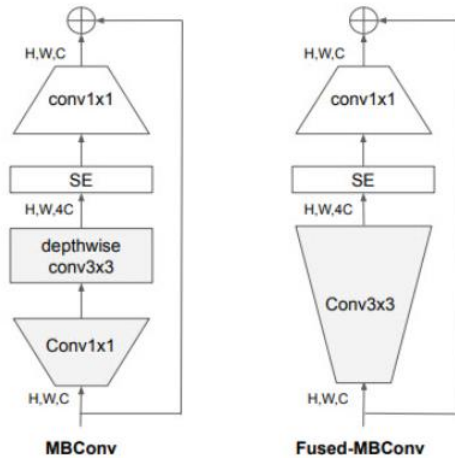 H,W,C
conv1x1
SE
H,W,4C
depthwise
conv3x3
Conv1x1
H,W,C
MBConv
H,W,C
conv1x1
SE
H,W,4C
Conv3x3
H,W,C
Fused-MBConv